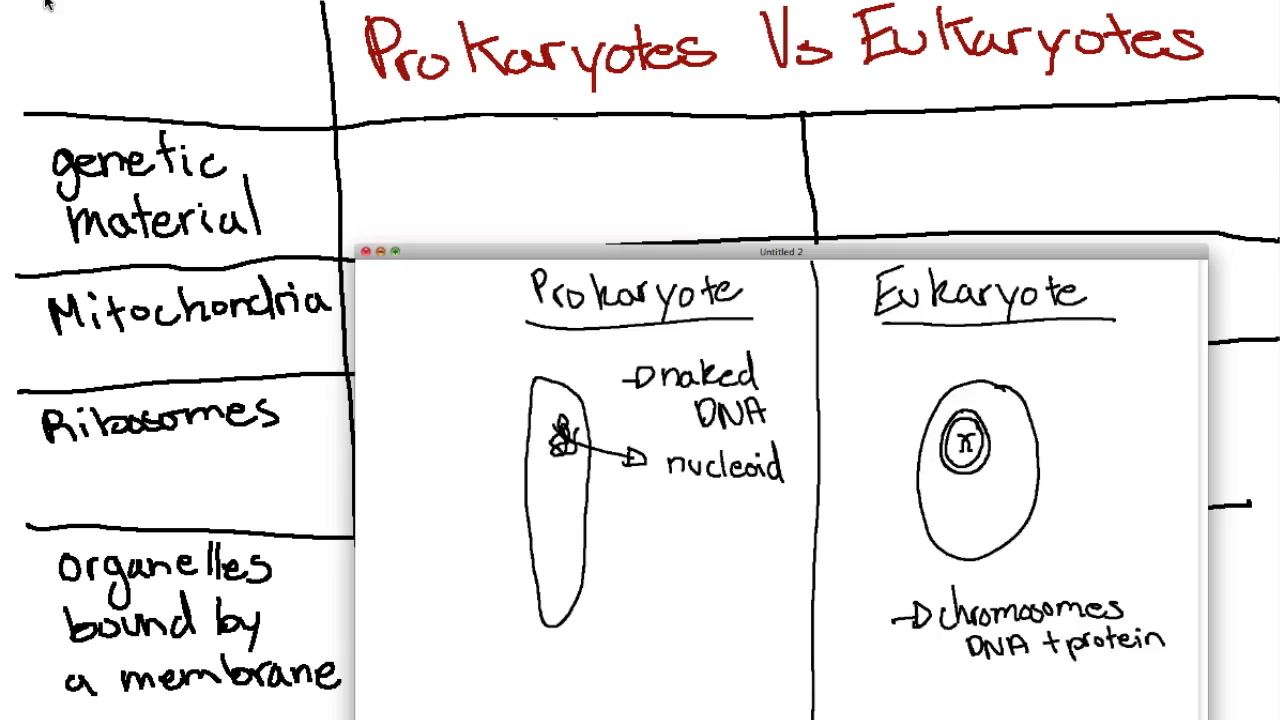 Prokaryotes Vs Eukaryotes
genetic
material
Mitochondria
Ribosomes
organelles
bound by
a membrane
Untitled 2
Prokaryote
naked
DNA
nucleoid
Eukaryote
chromosomes
DNA + protein